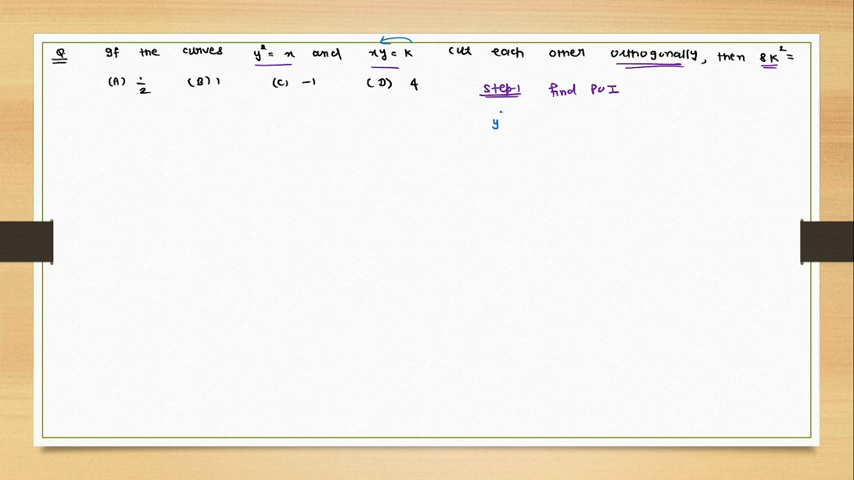 Q If the curves y² = x and xy = k cut each other orthogonally, then 8k² =
(A) 1/2 (B) 1 (C) -1 (D) 4 Step-1 find POI
y